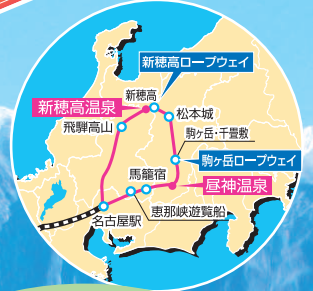 新穂高ロープウェイ
新穂高温泉
新穂高
松本城
飛騨高山
駒ヶ岳・千畳敷
駒ヶ岳ロープウェイ
馬籠宿
昼神温泉
名古屋駅
恵那峡遊覧船